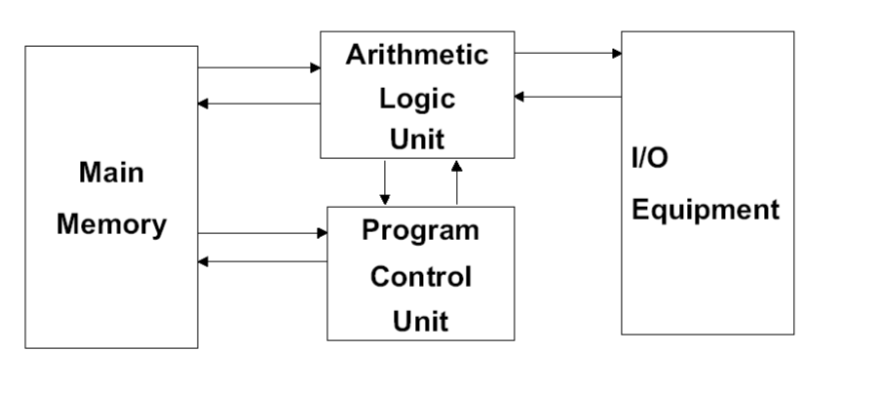 Main
Memory
Arithmetic
Logic
Unit
Program
Control
Unit
I/O
Equipment